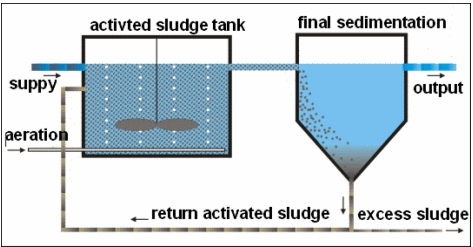 activted sludge tank
final sedimentation
suppy
output
aeration
return activated sludge
excess sludge